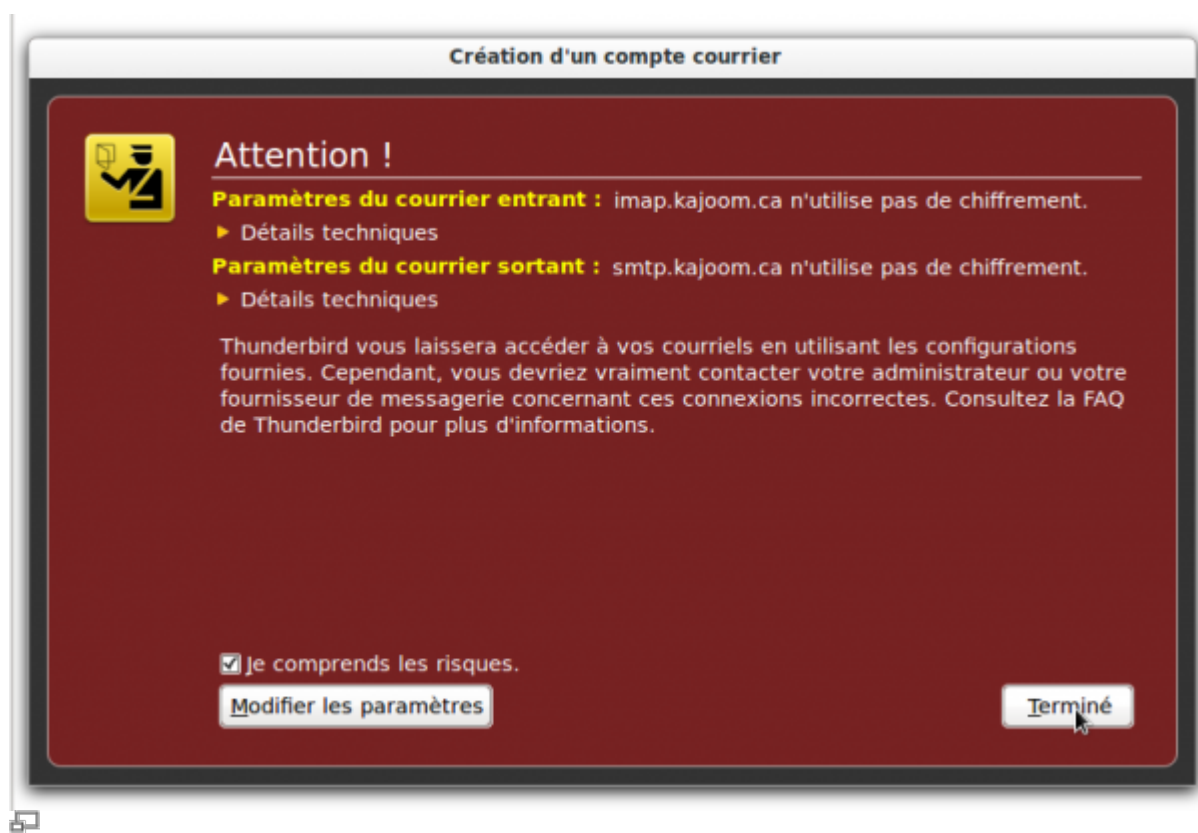 Création d'un compte courrier
Attention !
Paramètres du courrier entrant : imap.kajoom.ca n'utilise pas de chiffrement.
Détails techniques
Paramètres du courrier sortant : smtp.kajoom.ca n'utilise pas de chiffrement.
Détails techniques
Thunderbird vous laissera accéder à vos courriels en utilisant les configurations
fournies. Cependant, vous devriez vraiment contacter votre administrateur ou votre
fournisseur de messagerie concernant ces connexions incorrectes. Consultez la FAQ
de Thunderbird pour plus d'informations.
Je comprends les risques.
Modifier les paramètres
Terminé